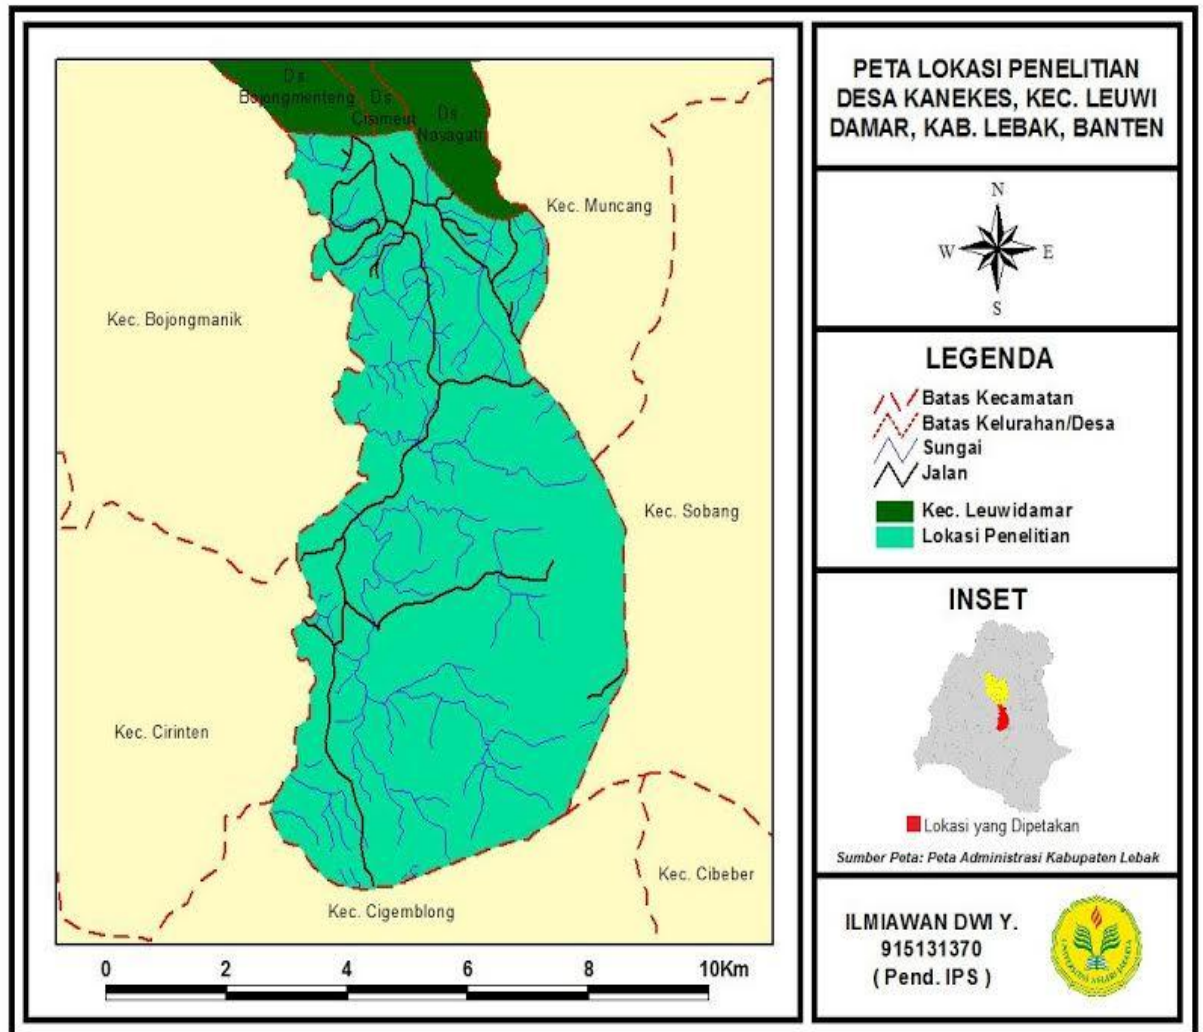 Ds.
Bojongmenteng
Ds.
Cisimeut
Ds.
Nayagati
Kec. Muncang
Kec. Bojongmanik
Kec. Sobang
Kec. Cirinten
Kec. Cibeber
Kec. Cigemblong
0 2 4 6 8 10Km
PETA LOKASI PENELITIAN
DESA KANEKES, KEC. LEUWI
DAMAR, KAB. LEBAK, BANTEN
N
W E
S
LEGENDA
Batas Kecamatan
Batas Kelurahan/Desa
Sungai
Jalan
Kec. Leuwidamar
Lokasi Penelitian
INSET
Lokasi yang Dipetakan
Sumber Peta: Peta Administrasi Kabupaten Lebak
ILMIAWAN DWI Y.
915131370
( Pend. IPS )
UNIVERSITAS NEGERI JAKARTA